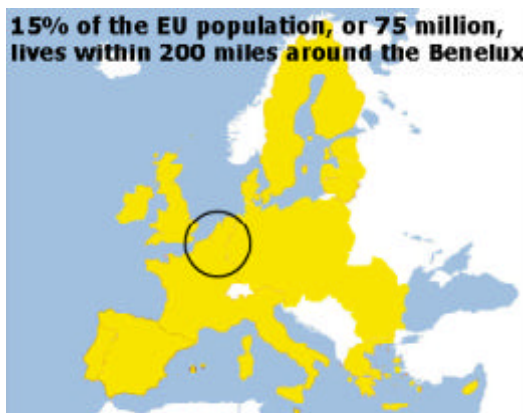 15% of the EU population, or 75 million,
lives within 200 miles around the Benelux